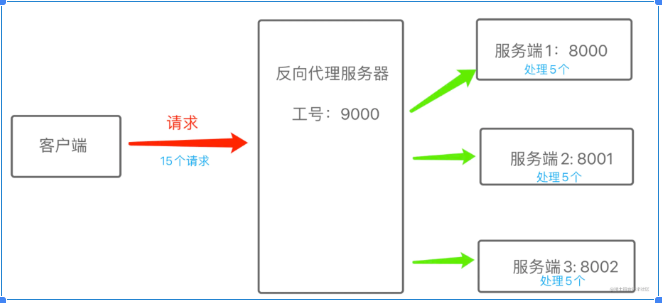 客户端
请求
15个请求
反向代理服务器
工号：9000
服务端1：8000
处理5个
服务端2: 8001
处理5个
服务端3: 8002
处理5个